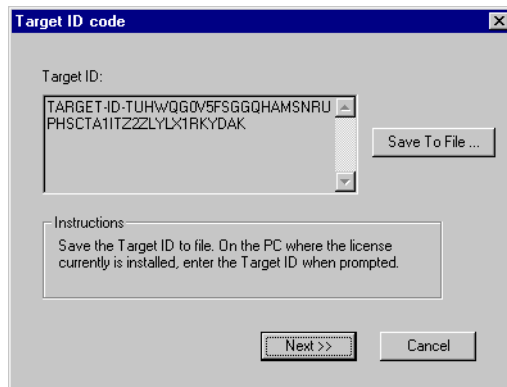 Target ID code
Target ID:
TARGET-ID-TUHWQG0V5FSGGQHAMSNRU
PHSCTA1ITZ2ZLYLX1RKYDAK
Save To File ...
Instructions
Save the Target ID to file. On the PC where the license
currently is installed, enter the Target ID when prompted.
Next >>
Cancel